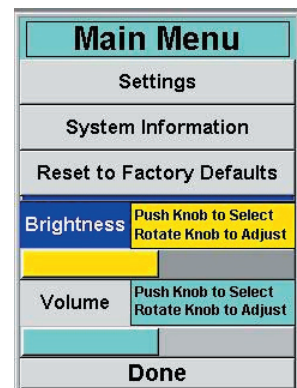 Main Menu
Settings
System Information
Reset to Factory Defaults
Brightness
Push Knob to Select
Rotate Knob to Adjust
Volume
Push Knob to Select
Rotate Knob to Adjust
Done